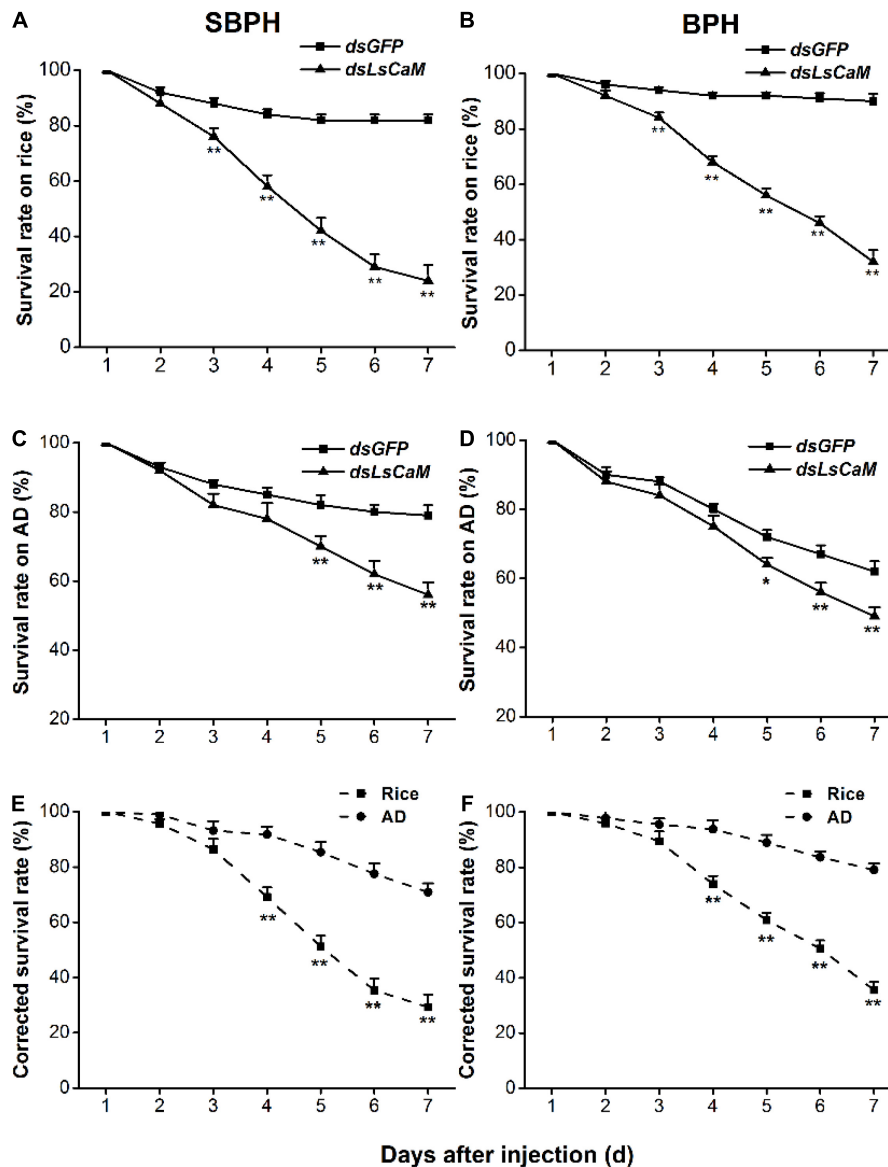 SBPH
BPH
A
dsGFP
dsLsCaM
Survival rate on rice (%)
100
80
60
40
20
0
1 2 3 4 5 6 7
**
**
**
**
**
B
dsGFP
dsLsCaM
Survival rate on rice (%)
100
80
60
40
20
0
1 2 3 4 5 6 7
**
**
**
**
**
C
dsGFP
dsLsCaM
Survival rate on AD (%)
100
80
60
40
20
1 2 3 4 5 6 7
**
**
**
D
dsGFP
dsLsCaM
Survival rate on AD (%)
100
80
60
40
20
1 2 3 4 5 6 7
*
**
**
E
Rice
AD
Corrected survival rate (%)
100
80
60
40
20
0
1 2 3 4 5 6 7
**
**
**
**
F
Rice
AD
Corrected survival rate (%)
100
80
60
40
20
0
1 2 3 4 5 6 7
**
**
**
**
Days after injection (d)